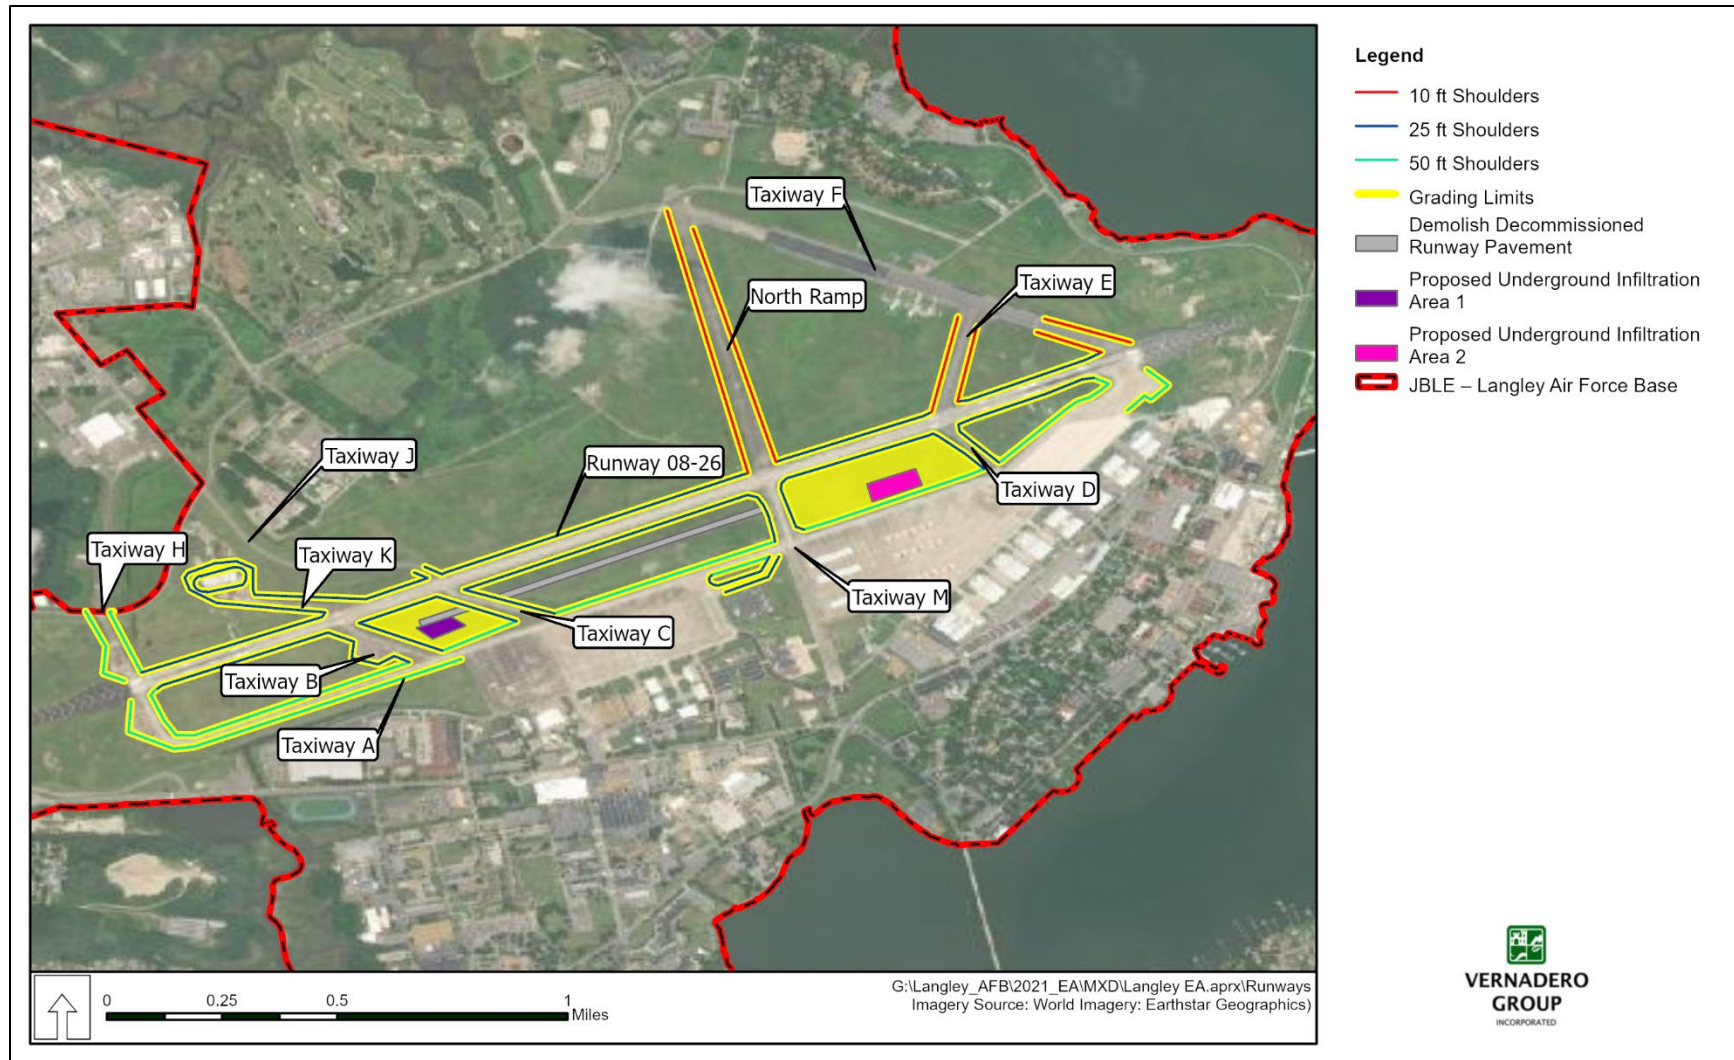 Legend
10 ft Shoulders
25 ft Shoulders
50 ft Shoulders
Grading Limits
Demolish Decommissioned
Runway Pavement
Proposed Underground Infiltration
Area 1
Proposed Underground Infiltration
Area 2
JBLE – Langley Air Force Base
Taxiway F
Taxiway E
North Ramp
Taxiway J
Runway 08-26
Taxiway D
Taxiway H
Taxiway K
Taxiway M
Taxiway C
Taxiway B
Taxiway A
0 0.25 0.5 1
Miles
G:\Langley_AFB\2021_EA\MXD\Langley EA.aprx\Runways
Imagery Source: World Imagery: Earthstar Geographics)
VERNADERO
GROUP
INCORPORATED